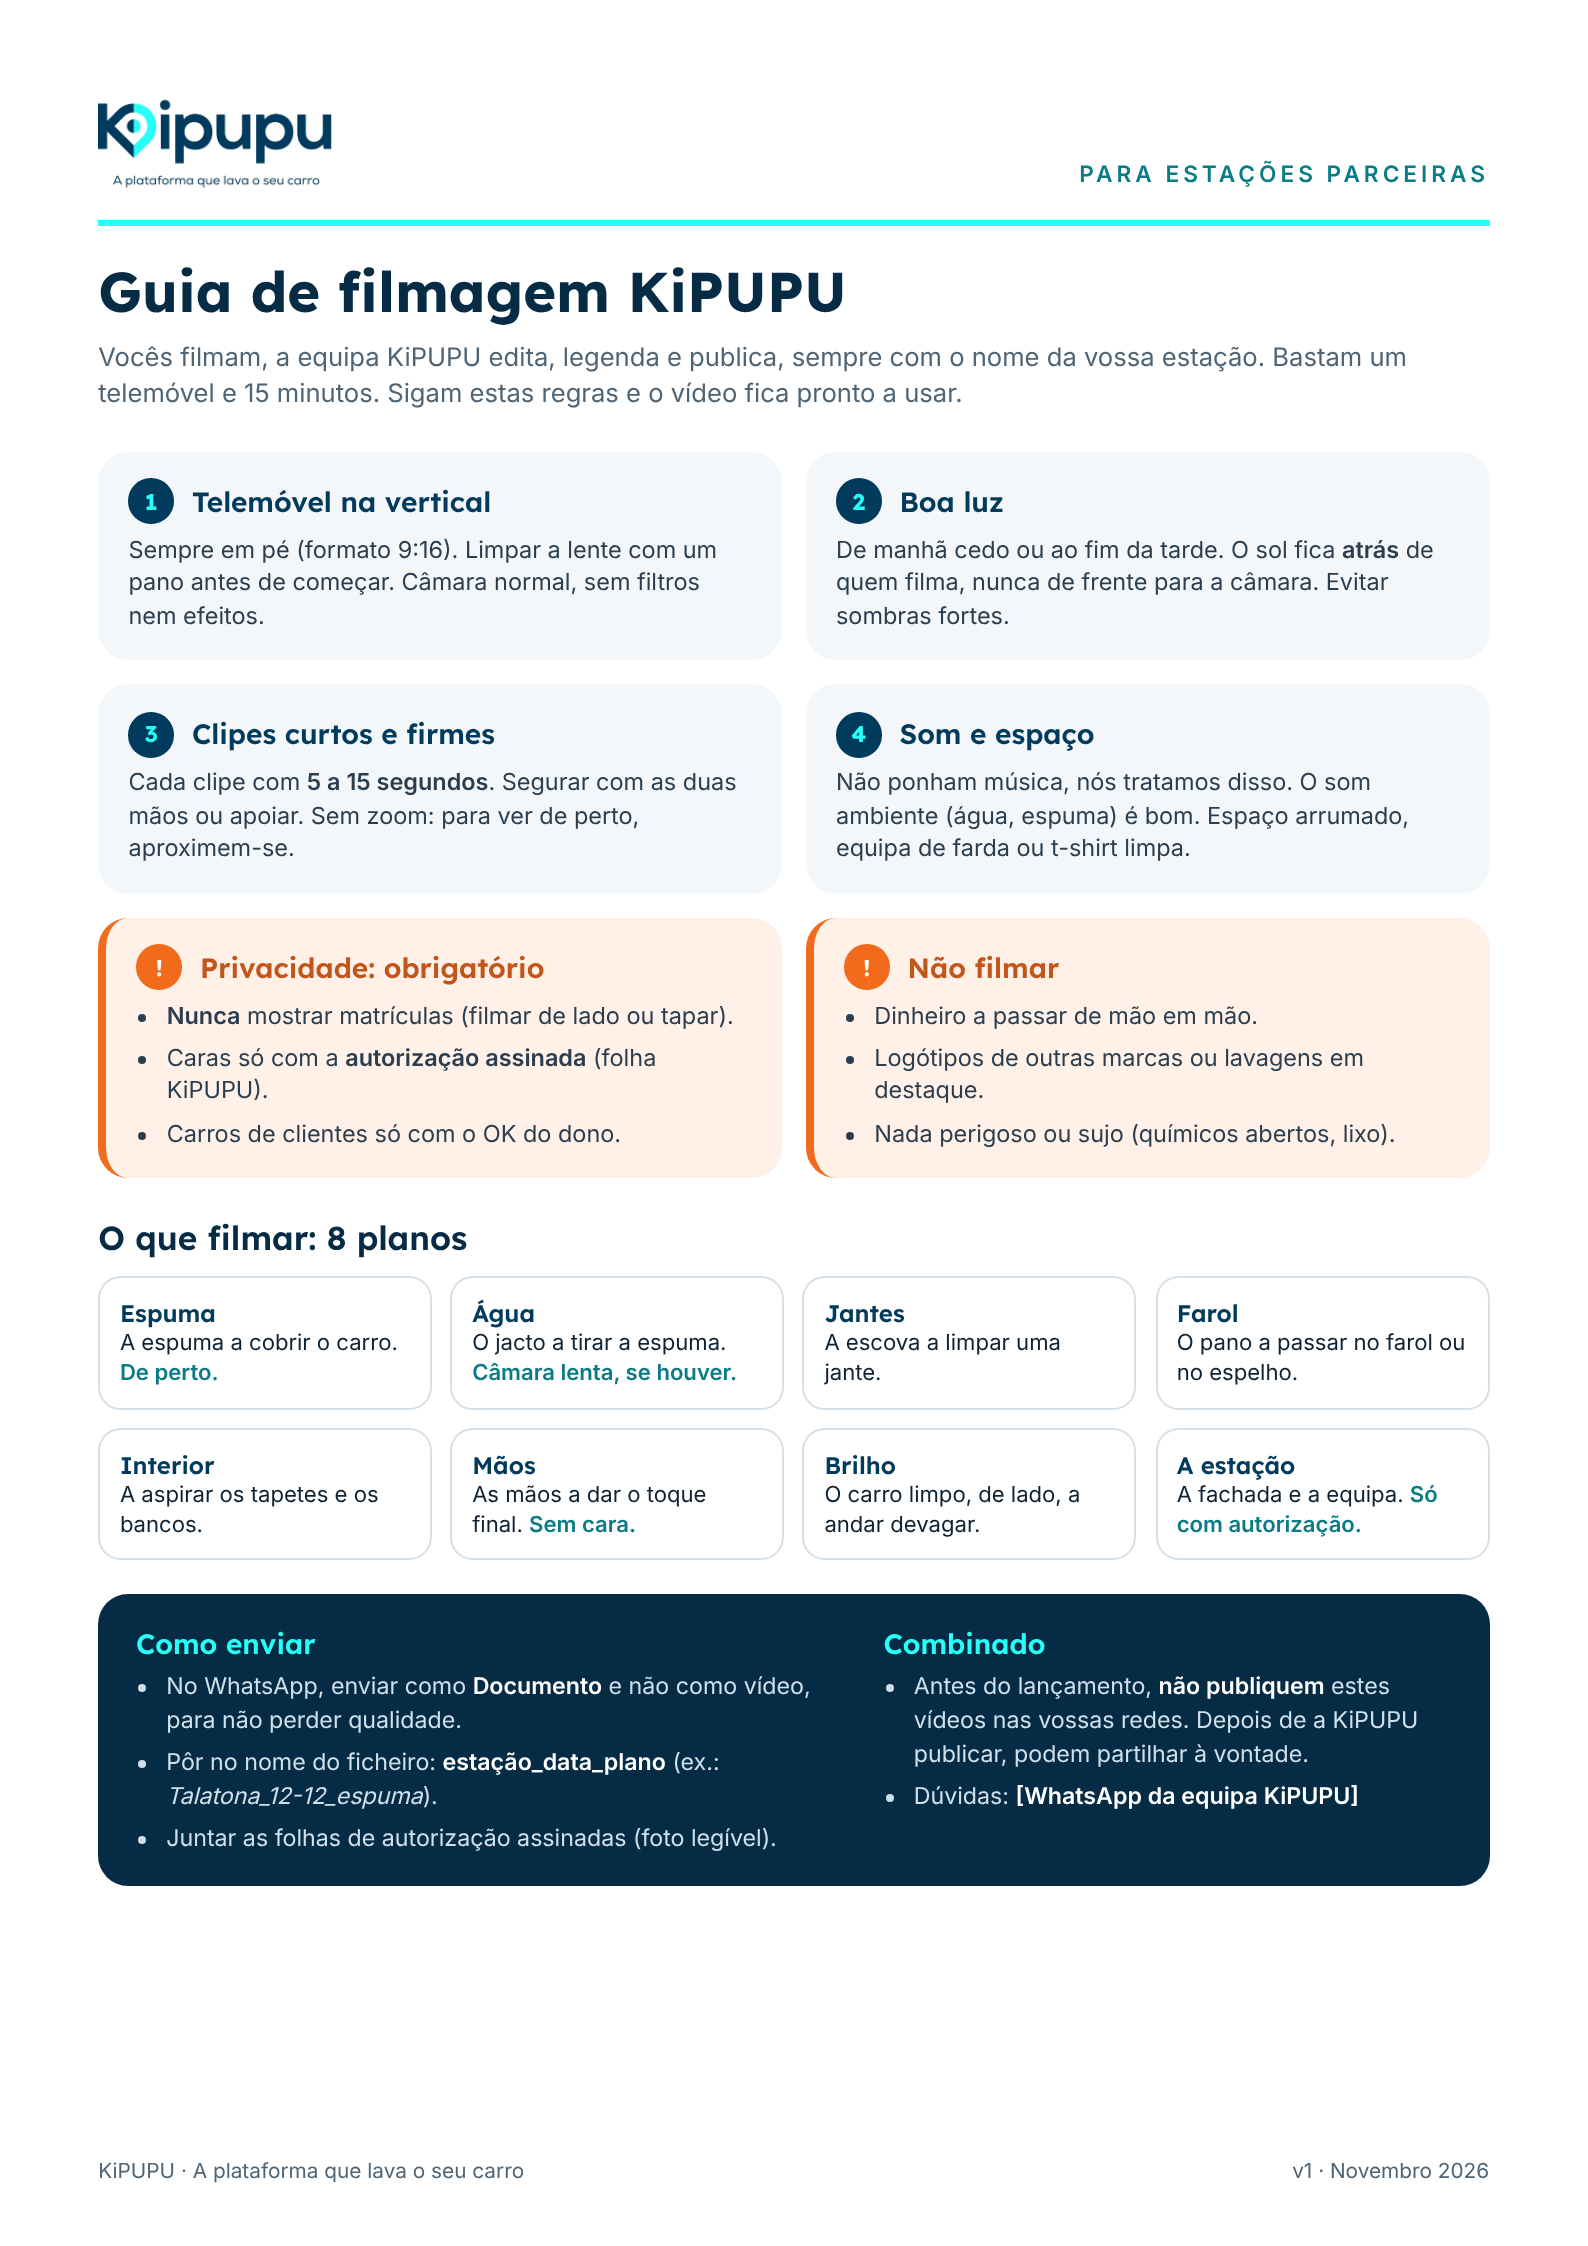 Kipupu
A plataforma que lava o seu carro
PARA ESTAÇÕES PARCEIRAS
Guia de filmagem KiPUPU
Vocês filmam, a equipa KiPUPU edita, legenda e publica, sempre com o nome da vossa estação. Bastam um
telemóvel e 15 minutos. Sigam estas regras e o vídeo fica pronto a usar.
1 Telemóvel na vertical
Sempre em pé (formato 9:16). Limpar a lente com um
pano antes de começar. Câmara normal, sem filtros
nem efeitos.
2 Boa luz
De manhã cedo ou ao fim da tarde. O sol fica atrás de
quem filma, nunca de frente para a câmara. Evitar
sombras fortes.
3 Clipes curtos e firmes
Cada clipe com 5 a 15 segundos. Segurar com as duas
mãos ou apoiar. Sem zoom: para ver de perto,
aproximem-se.
4 Som e espaço
Não ponham música, nós tratamos disso. O som
ambiente (água, espuma) é bom. Espaço arrumado,
equipa de farda ou t-shirt limpa.
! Privacidade: obrigatório
• Nunca mostrar matrículas (filmar de lado ou tapar).
• Caras só com a autorização assinada (folha
KiPUPU).
• Carros de clientes só com o OK do dono.
! Não filmar
• Dinheiro a passar de mão em mão.
• Logótipos de outras marcas ou lavagens em
destaque.
• Nada perigoso ou sujo (químicos abertos, lixo).
O que filmar: 8 planos
Espuma
A espuma a cobrir o carro.
De perto.
Água
O jacto a tirar a espuma.
Câmara lenta, se houver.
Jantes
A escova a limpar uma
jante.
Farol
O pano a passar no farol ou
no espelho.
Interior
A aspirar os tapetes e os
bancos.
Mãos
As mãos a dar o toque
final. Sem cara.
Brilho
O carro limpo, de lado, a
andar devagar.
A estação
A fachada e a equipa. Só
com autorização.
Como enviar
• No WhatsApp, enviar como Documento e não como vídeo,
para não perder qualidade.
• Pôr no nome do ficheiro: estação_data_plano (ex.:
Talatona_12-12_espuma).
• Juntar as folhas de autorização assinadas (foto legível).
Combinado
• Antes do lançamento, não publiquem estes
vídeos nas vossas redes. Depois de a KiPUPU
publicar, podem partilhar à vontade.
• Dúvidas: [WhatsApp da equipa KiPUPU]
KiPUPU · A plataforma que lava o seu carro
v1 · Novembro 2026